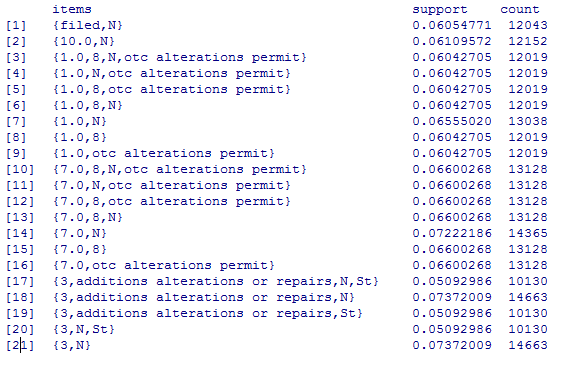 items support count
[1] {filed,N} 0.06054771 12043
[2] {10.0,N} 0.06109572 12152
[3] {1.0,8,N,otc alterations permit} 0.06042705 12019
[4] {1.0,N,otc alterations permit} 0.06042705 12019
[5] {1.0,8,otc alterations permit} 0.06042705 12019
[6] {1.0,8,N} 0.06042705 12019
[7] {1.0,N} 0.06555020 13038
[8] {1.0,8} 0.06042705 12019
[9] {1.0,otc alterations permit} 0.06042705 12019
[10] {7.0,8,N,otc alterations permit} 0.06600268 13128
[11] {7.0,N,otc alterations permit} 0.06600268 13128
[12] {7.0,8,otc alterations permit} 0.06600268 13128
[13] {7.0,8,N} 0.06600268 13128
[14] {7.0,N} 0.07222186 14365
[15] {7.0,8} 0.06600268 13128
[16] {7.0,otc alterations permit} 0.06600268 13128
[17] {3,additions alterations or repairs,N,St} 0.05092986 10130
[18] {3,additions alterations or repairs,N} 0.07372009 14663
[19] {3,additions alterations or repairs,St} 0.05092986 10130
[20] {3,N,St} 0.05092986 10130
[21] {3,N} 0.07372009 14663